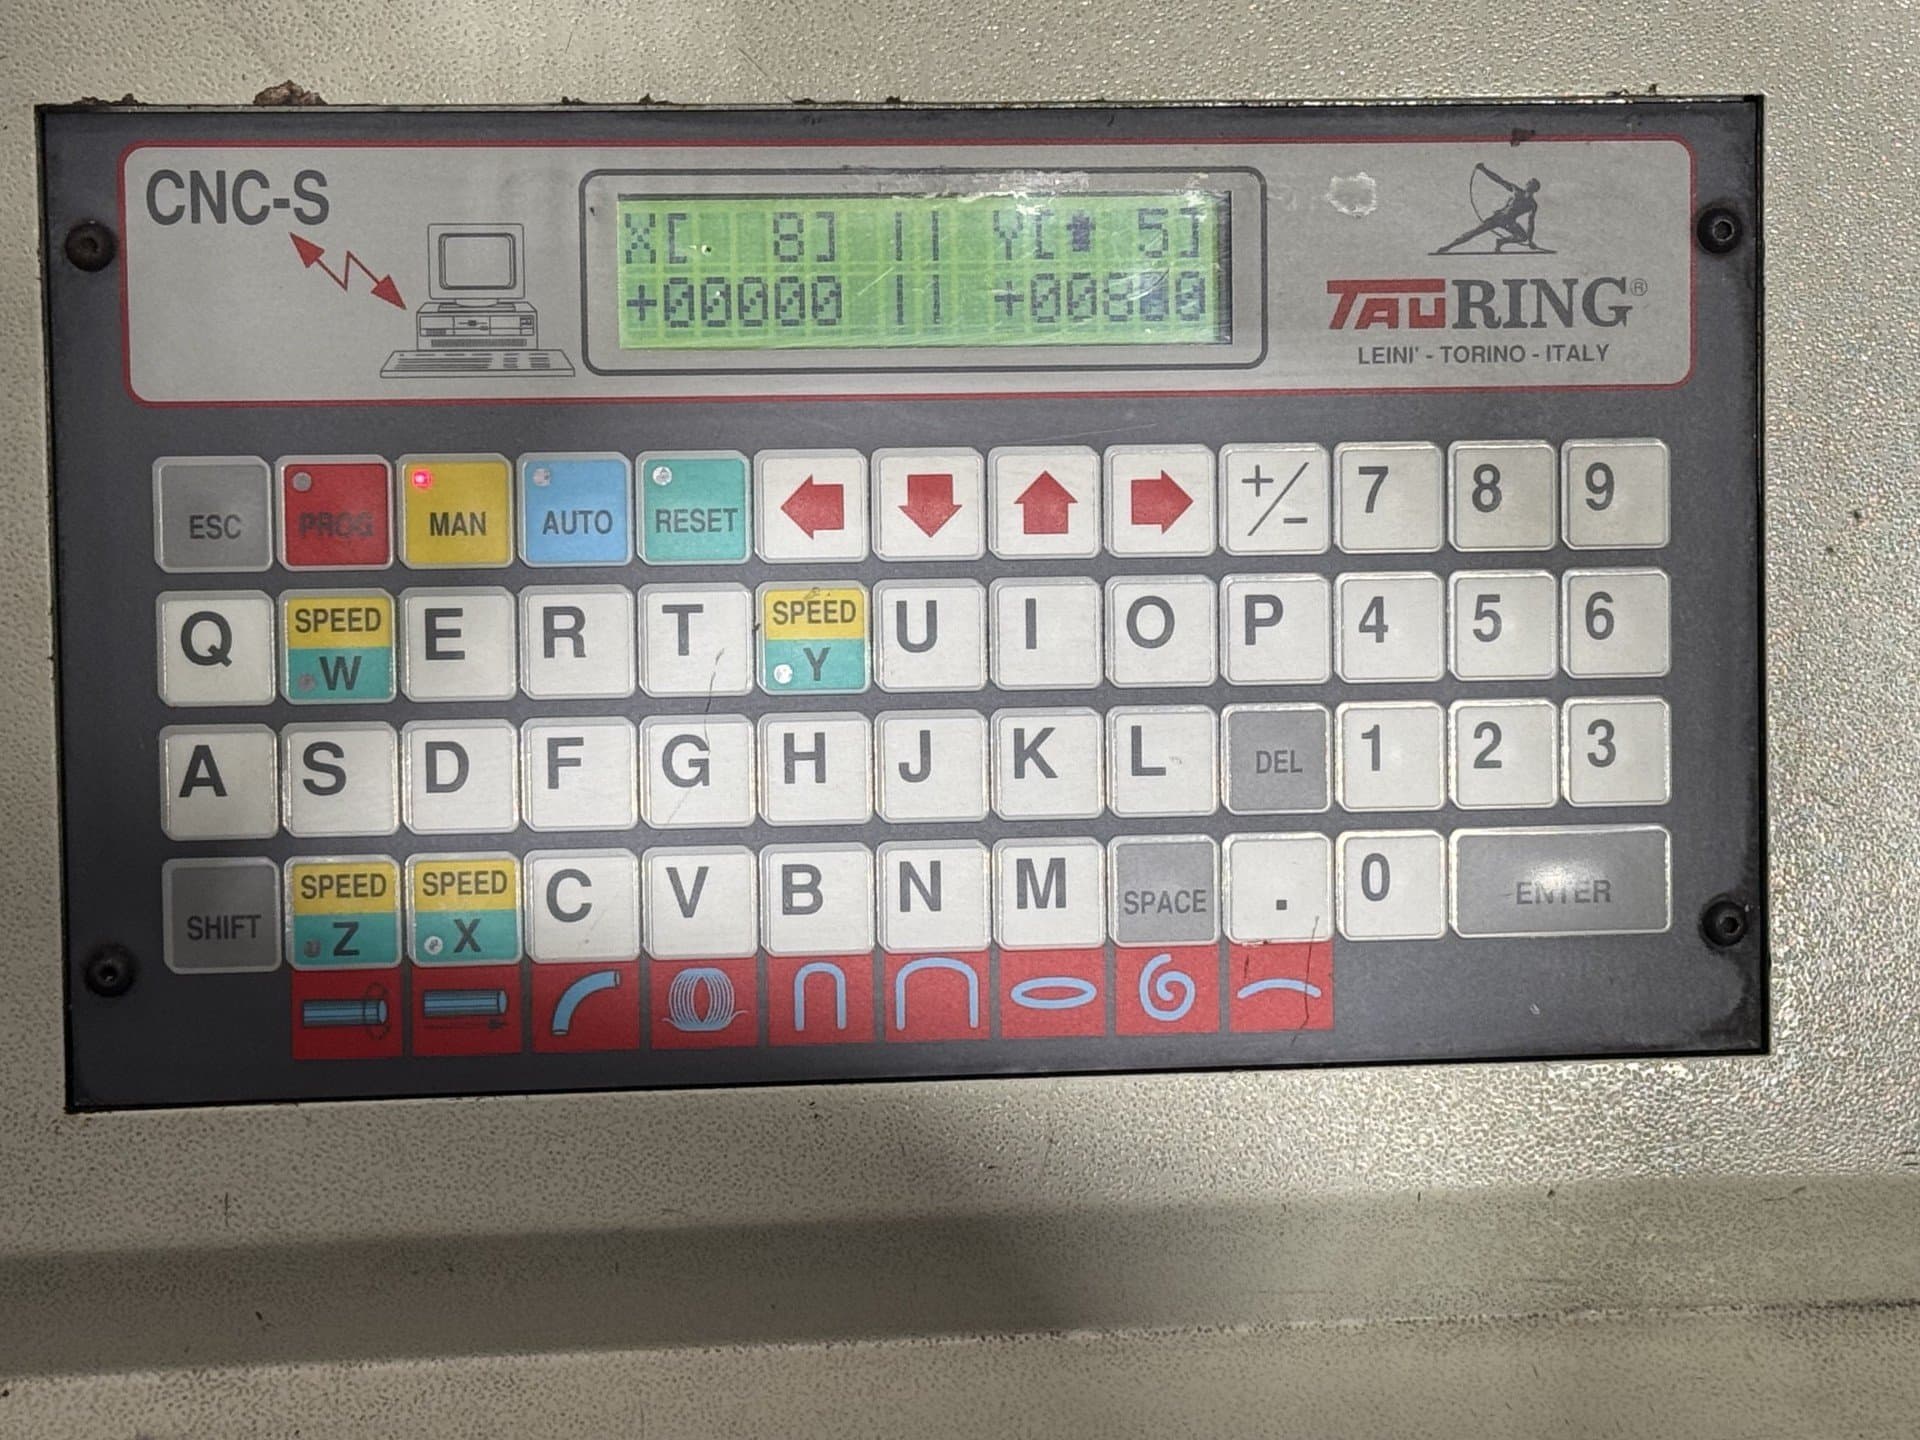 CNC-S
X[ 8] || Y[⬆ 5]
+00000 || +00800
TAURING®
LEINI' - TORINO - ITALY
ESC PROG MAN AUTO RESET +/- 7 8 9
Q SPEED W E R T SPEED Y U I O P 4 5 6
A S D F G H J K L DEL 1 2 3
SHIFT SPEED Z SPEED X C V B N M SPACE . 0 ENTER